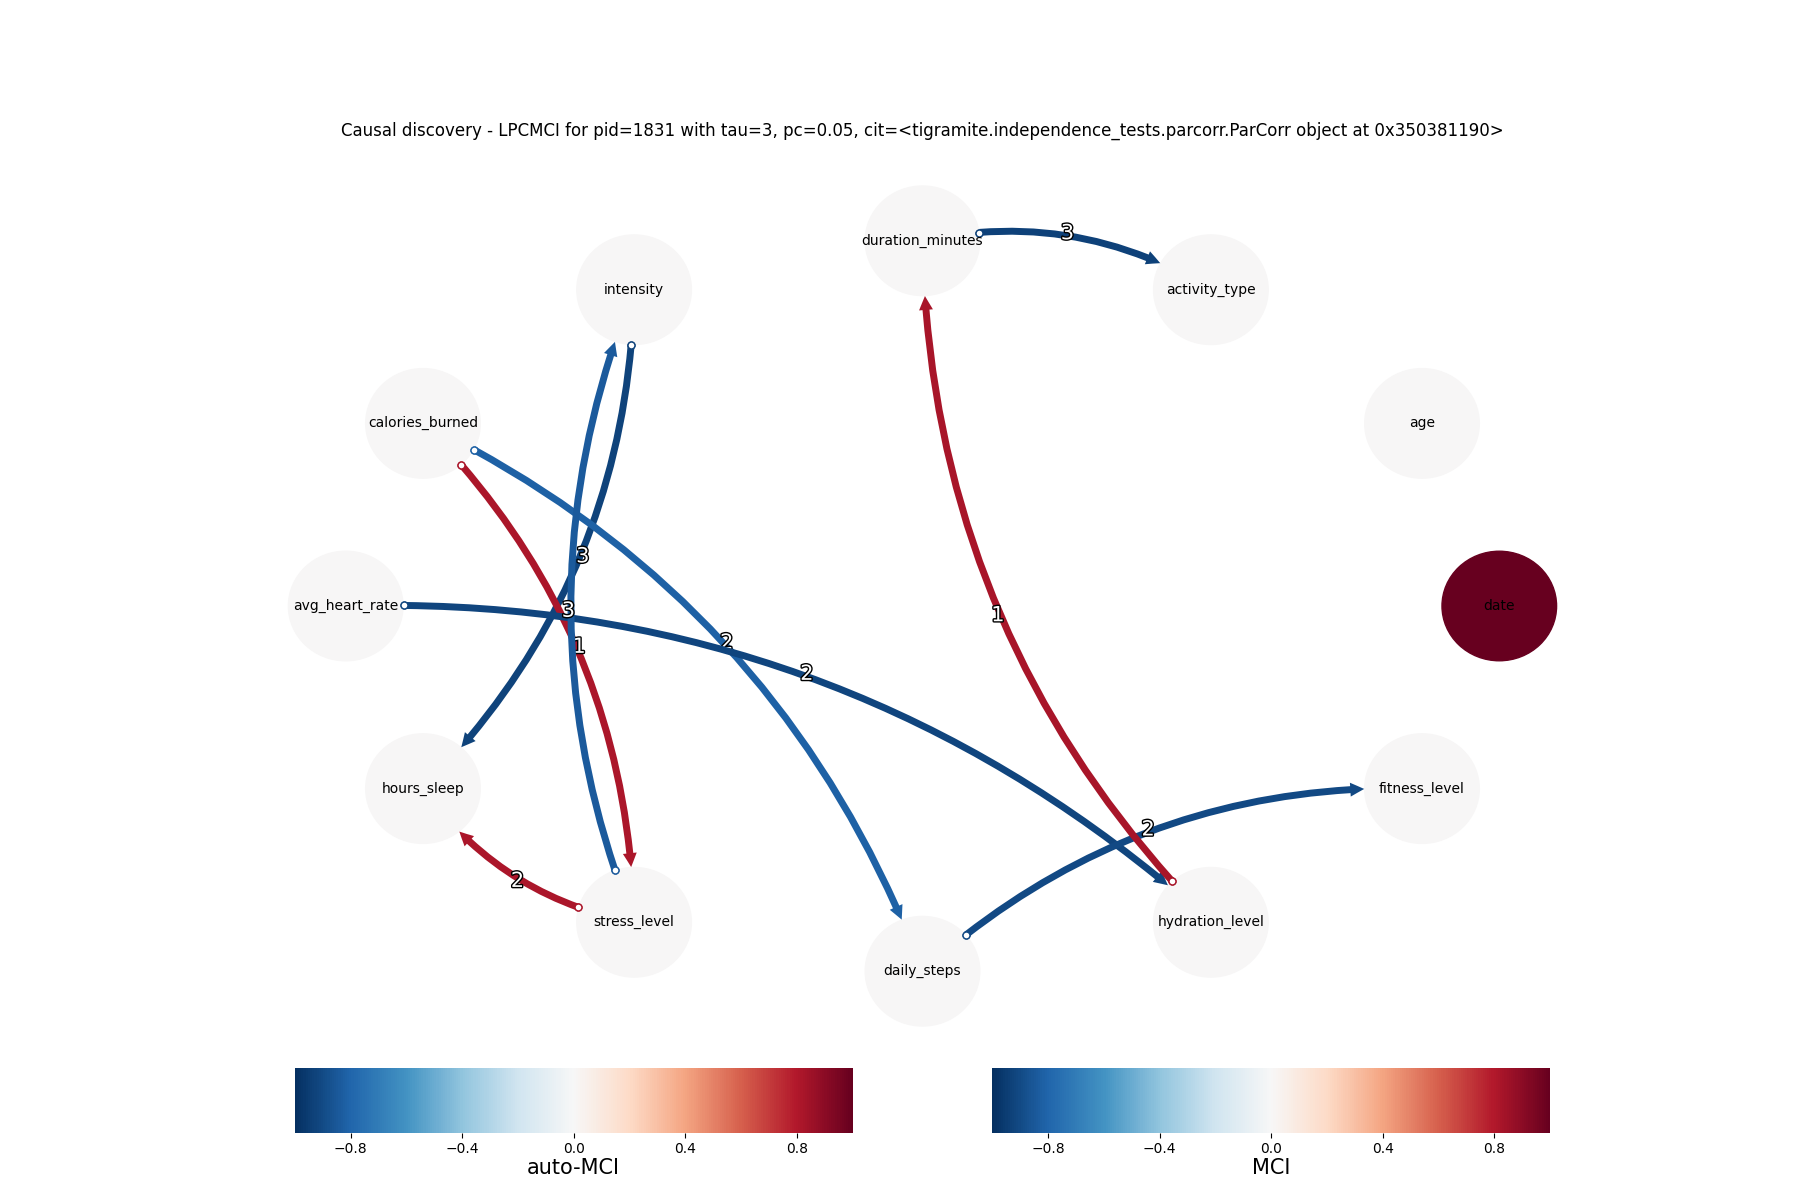 Causal discovery - LPCMCI for pid=1831 with tau=3, pc=0.05, cit=<tigramite.independence_tests.parcorr.ParCorr object at 0x350381190>
duration_minutes
3
intensity
activity_type
calories_burned
age
3
avg_heart_rate
3
date
1
1
2
2
hours_sleep
fitness_level
2
2
stress_level
hydration_level
daily_steps
−0.8 −0.4 0.0 0.4 0.8
auto-MCI
−0.8 −0.4 0.0 0.4 0.8
MCI